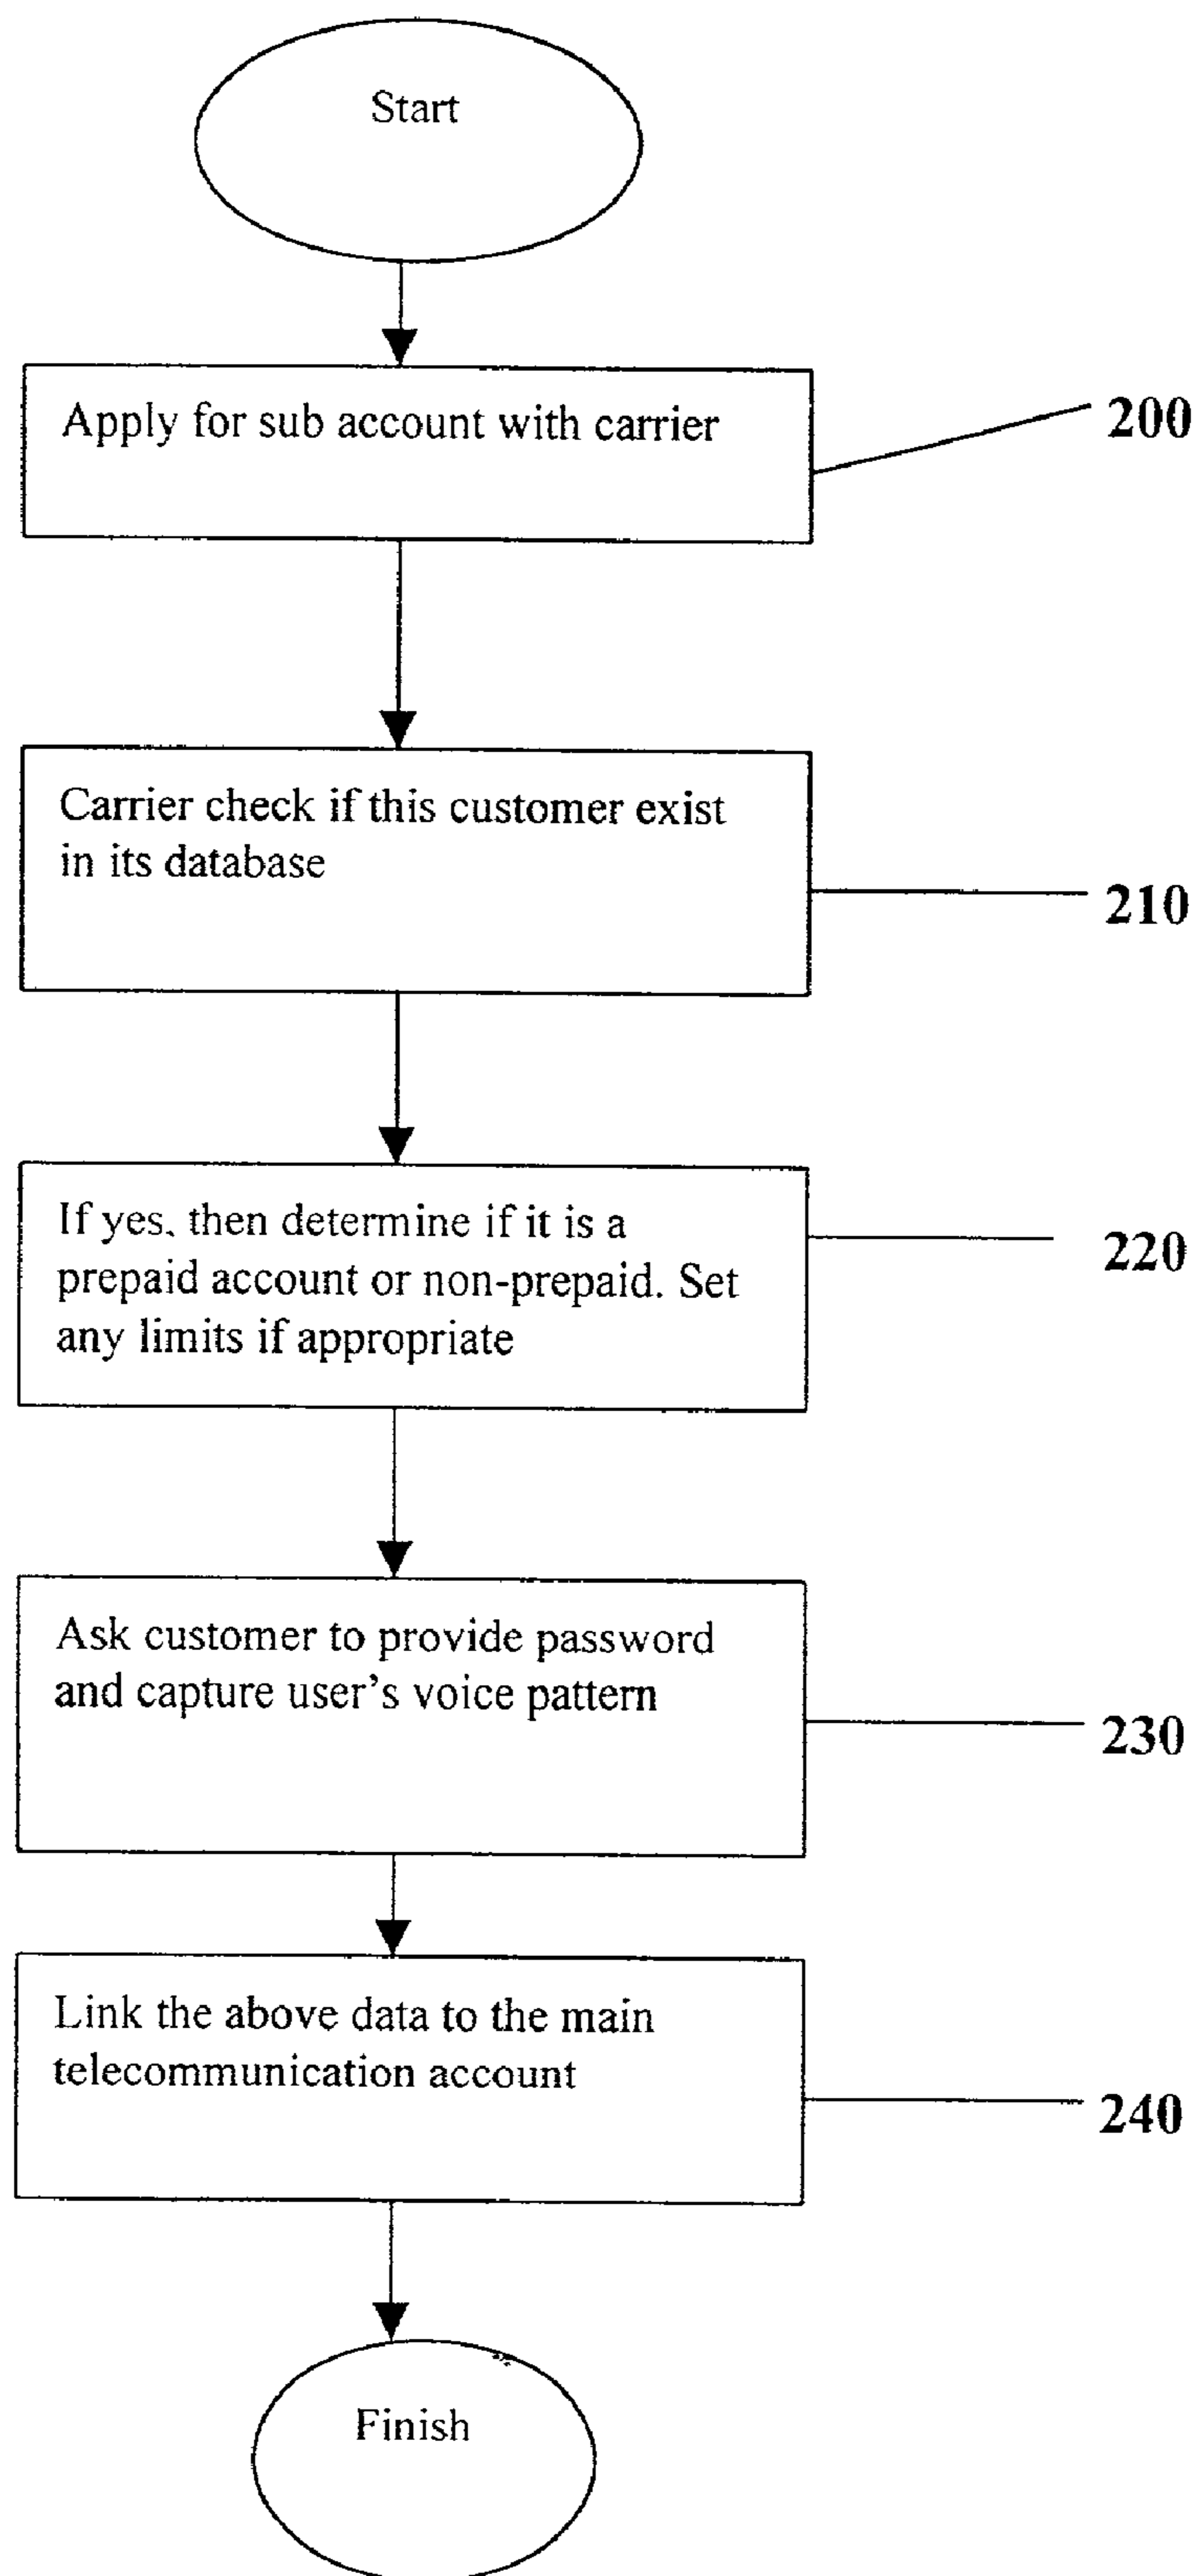 Start
Apply for sub account with carrier
200
Carrier check if this customer exist
in its database
210
If yes, then determine if it is a
prepaid account or non-prepaid. Set
any limits if appropriate
220
Ask customer to provide password
and capture user's voice pattern
230
Link the above data to the main
telecommunication account
240
Finish